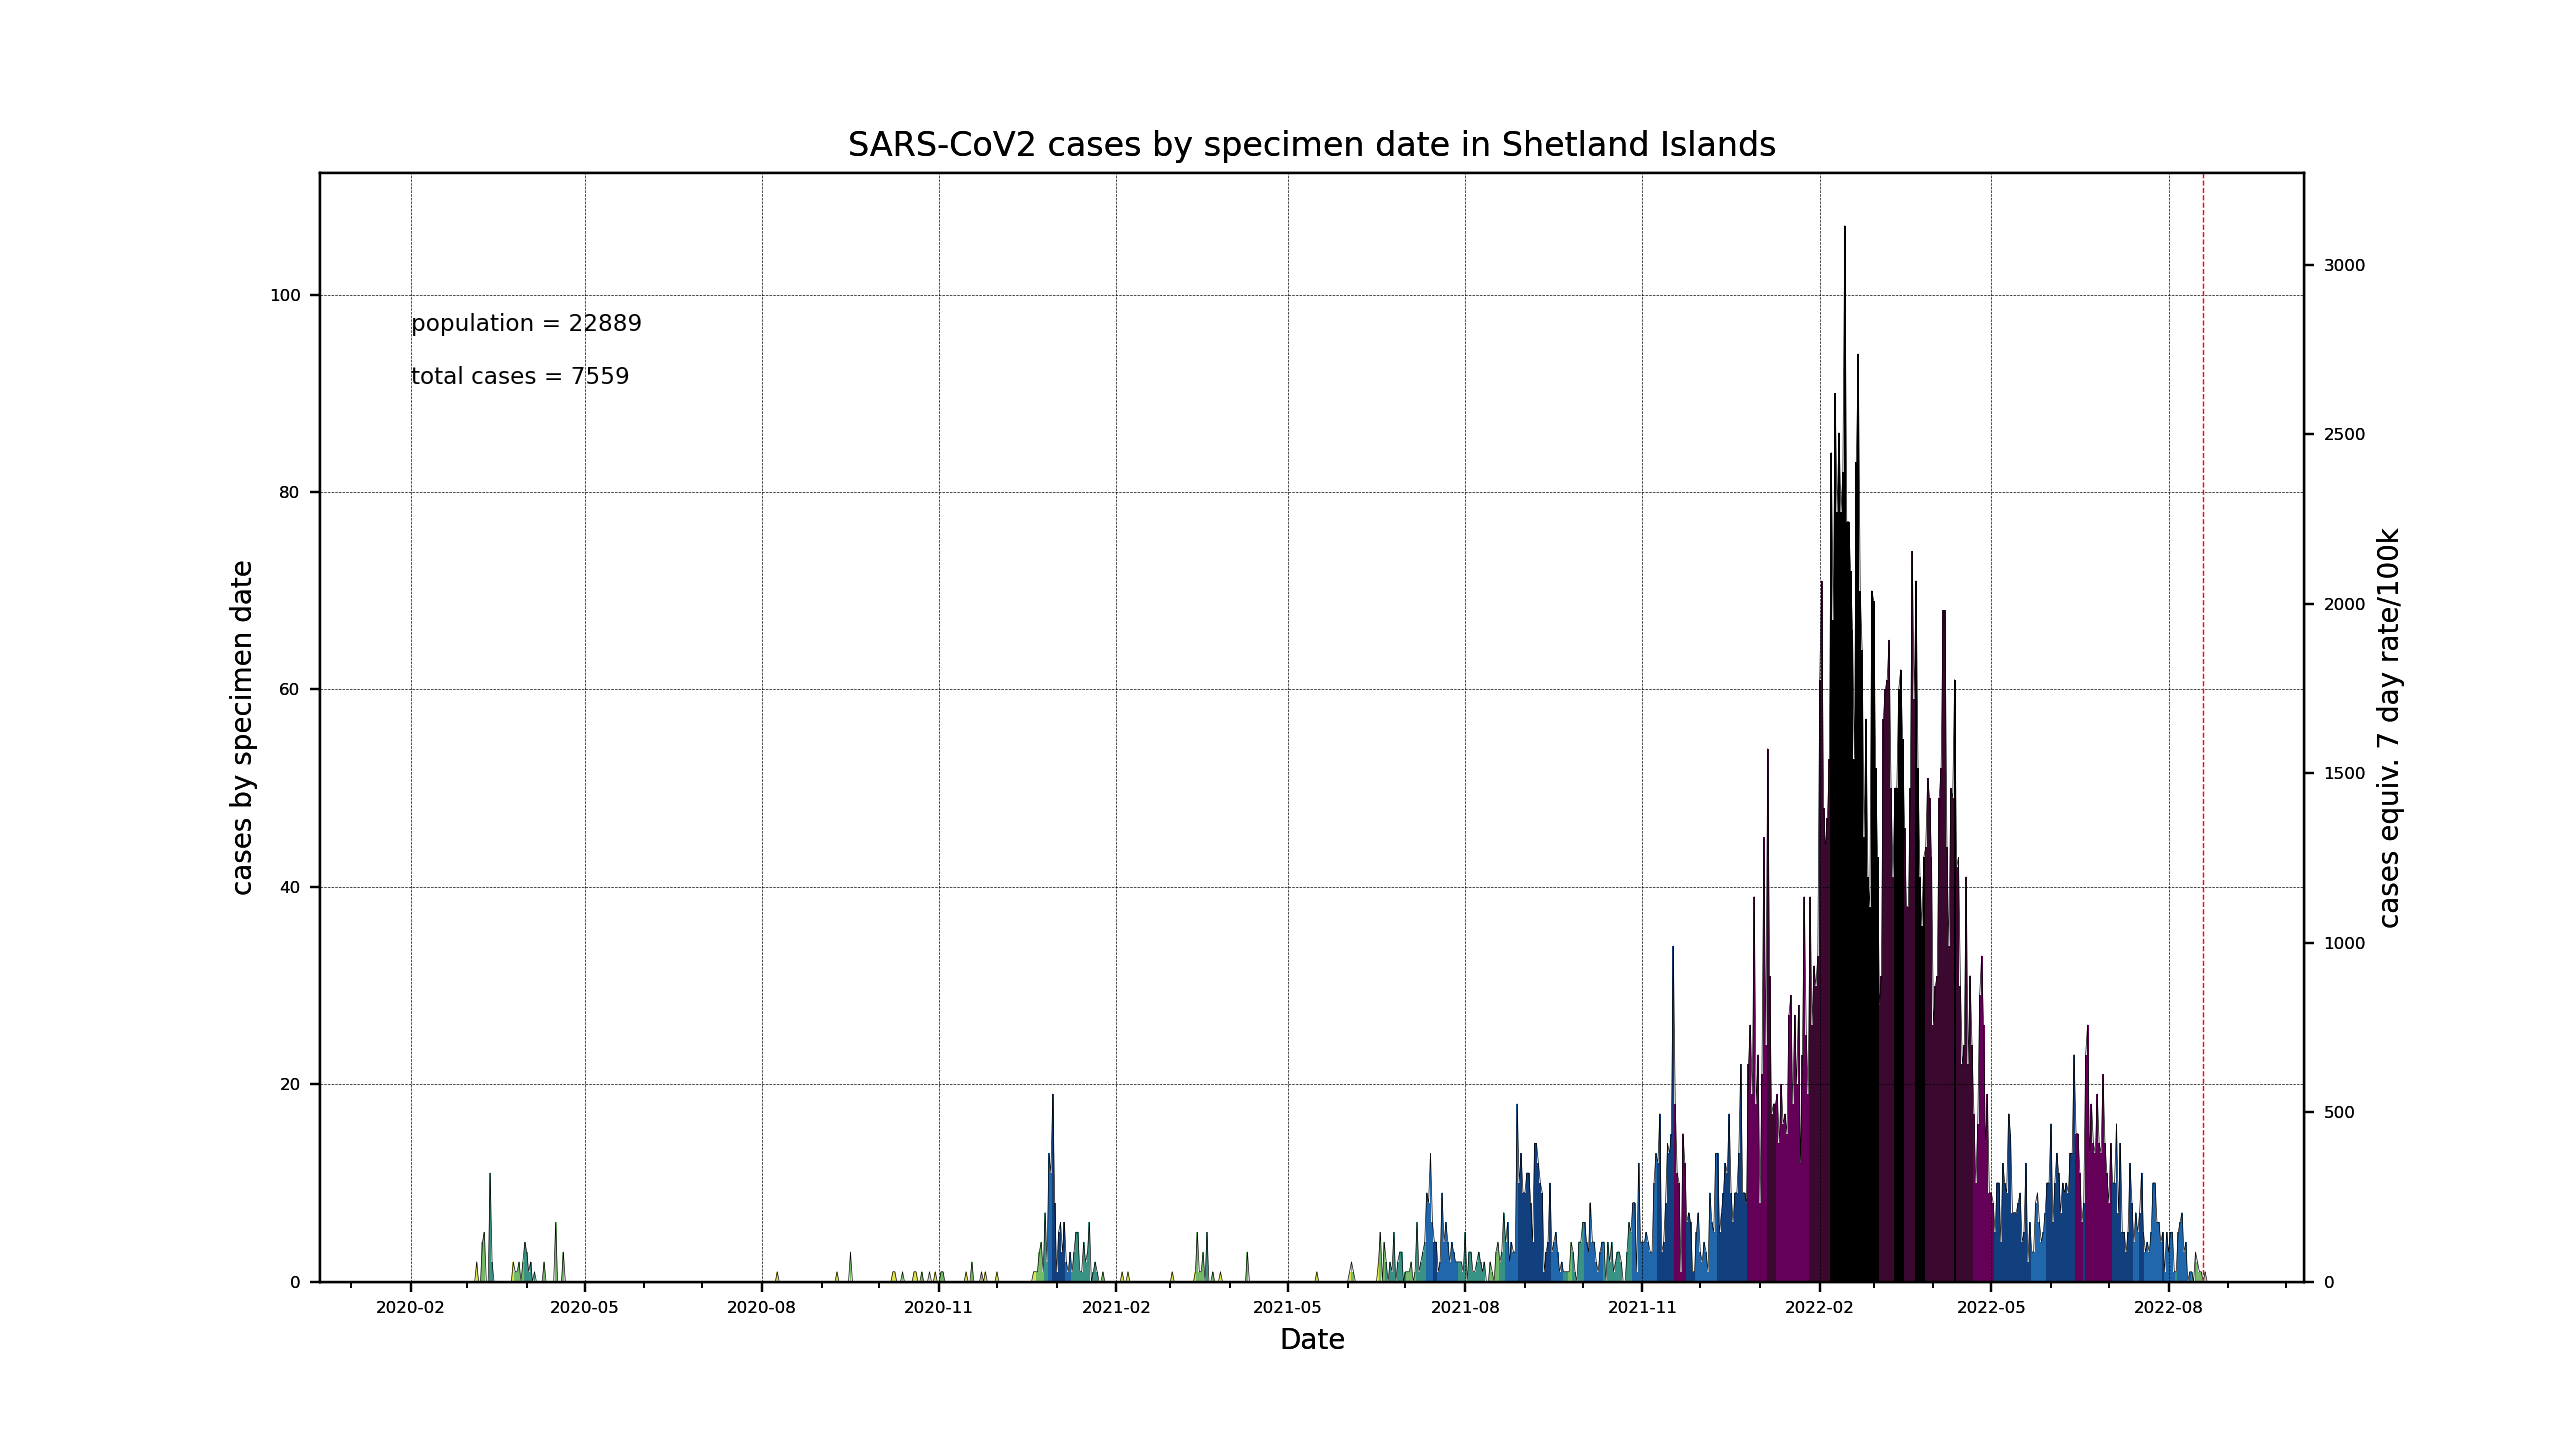 SARS-CoV2 cases by specimen date in Shetland Islands
population = 22889
total cases = 7559
cases by specimen date
100
80
60
40
20
0
3000
2500
2000
1500
1000
500
0
cases equiv. 7 day rate/100k
2020-02 2020-05 2020-08 2020-11 2021-02 2021-05 2021-08 2021-11 2022-02 2022-05 2022-08
Date